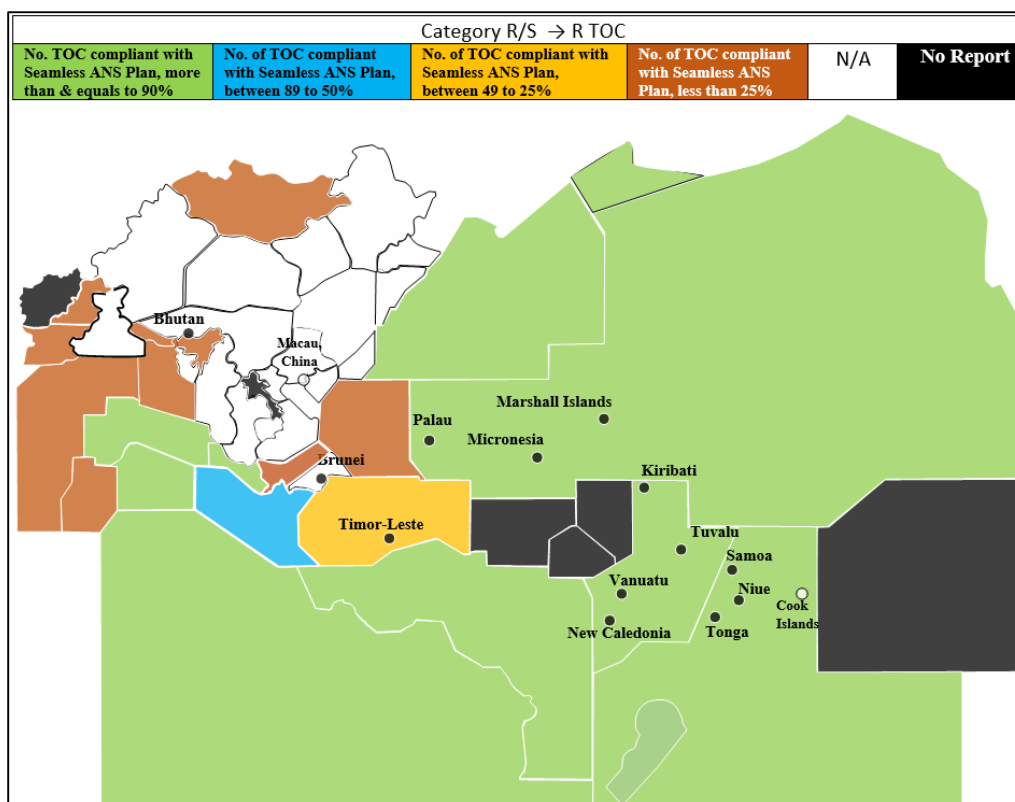 Category R/S → R TOC
No. TOC compliant with
Seamless ANS Plan, more
than & equals to 90%
No. of TOC compliant
with Seamless ANS Plan,
between 89 to 50%
No. of TOC compliant with
Seamless ANS Plan,
between 49 to 25%
No. of TOC compliant
with Seamless ANS
Plan, less than 25%
N/A
No Report
Bhutan
Macau,
China
Marshall Islands
Palau
Micronesia
Brunei
Kiribati
Timor-Leste
Tuvalu
Samoa
Vanuatu
Niue
Cook
Islands
New Caledonia
Tonga